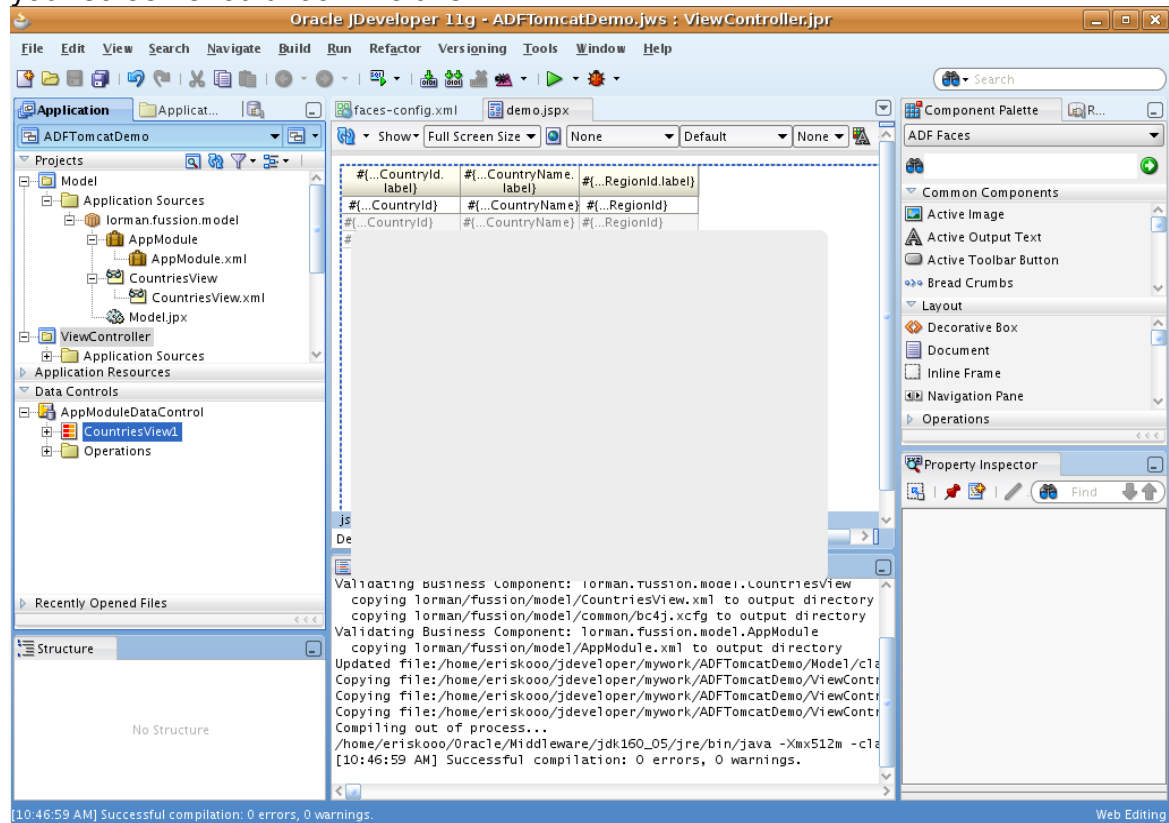 Oracle JDeveloper 11g - ADFTomcatDemo.jws : ViewController.jpr
File Edit View Search Navigate Build Run Refactor Versigning Tools Window Help
Search
Application
Applicat...
ADFTomcatDemo
Projects
Model
Application Sources
lorman.fussion.model
AppModule
AppModule.xml
CountriesView
CountriesView.xml
Model.jpx
ViewController
Application Sources
Application Resources
Data Controls
AppModuleDataControl
CountriesView1
Operations
Recently Opened Files
Structure
No Structure
faces-config.xml
demo.jspx
Show Full Screen Size None Default None
#{...CountryId.label} #{...CountryName.label} #{...RegionId.label}
#{...CountryId} #{...CountryName} #{...RegionId}
#{...CountryId} #{...CountryName} #{...RegionId}
#
js
De
Validating Business Component: lorman.fussion.model.CountriesView
copying lorman/fussion/model/CountriesView.xml to output directory
copying lorman/fussion/model/common/bc4j.xcfg to output directory
Validating Business Component: lorman.fussion.model.AppModule
copying lorman/fussion/model/AppModule.xml to output directory
Updated file:/home/eriskooo/jdeveloper/mywork/ADFTomcatDemo/Model/cla
Copying file:/home/eriskooo/jdeveloper/mywork/ADFTomcatDemo/ViewContr
Copying file:/home/eriskooo/jdeveloper/mywork/ADFTomcatDemo/ViewContr
Copying file:/home/eriskooo/jdeveloper/mywork/ADFTomcatDemo/ViewContr
Compiling out of process...
/home/eriskooo/Oracle/Middleware/jdk160_05/jre/bin/java -Xmx512m -cla
[10:46:59 AM] Successful compilation: 0 errors, 0 warnings.
Component Palette
R...
ADF Faces
Common Components
Active Image
Active Output Text
Active Toolbar Button
Bread Crumbs
Layout
Decorative Box
Document
Inline Frame
Navigation Pane
Operations
Property Inspector
Find
[10:46:59 AM] Successful compilation: 0 errors, 0 warnings.
Web Editing